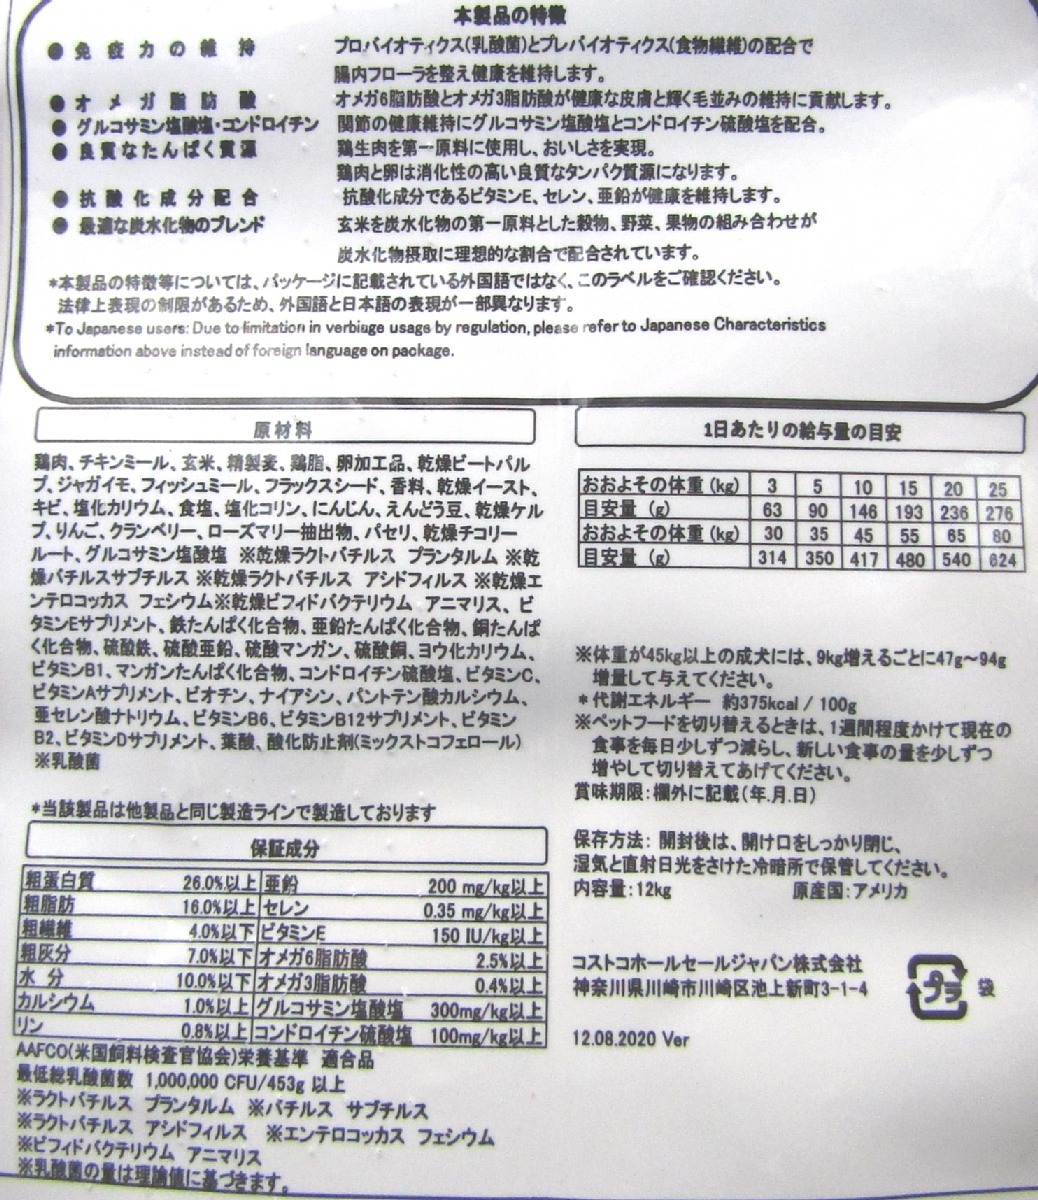 本製品の特徴
●免疫力の維持 プロバイオティクス(乳酸菌)とプレバイオティクス(食物繊維)の配合で
腸内フローラを整え健康を維持します。
●オメガ脂肪酸 オメガ6脂肪酸とオメガ3脂肪酸が健康な皮膚と輝く毛並みの維持に貢献します。
●グルコサミン塩酸塩・コンドロイチン 関節の健康維持にグルコサミン塩酸塩とコンドロイチン硫酸塩を配合。
●良質なたんぱく質源 鶏生肉を第一原料に使用し、おいしさを実現。
鶏肉と卵は消化性の高い良質なタンパク質源になります。
●抗酸化成分配合 抗酸化成分であるビタミンE、セレン、亜鉛が健康を維持します。
●最適な炭水化物のブレンド 玄米を炭水化物の第一原料とした穀物、野菜、果物の組み合わせが
炭水化物摂取に理想的な割合で配合されています。
*本製品の特徴等については、パッケージに記載されている外国語ではなく、このラベルをご確認ください。
法律上表現の制限があるため、外国語と日本語の表現が一部異なります。
*To Japanese users: Due to limitation in verbiage usage by regulation, please refer to Japanese Characteristics
information above instead of foreign language on package.
原材料
鶏肉、チキンミール、玄米、精製麦、鶏脂、卵加工品、乾燥ビートパル
プ、ジャガイモ、フィッシュミール、フラックスシード、香料、乾燥イースト、
キビ、塩化カリウム、食塩、塩化コリン、にんじん、えんどう豆、乾燥ケル
プ、りんご、クランベリー、ローズマリー抽出物、パセリ、乾燥チコリー
ルート、グルコサミン塩酸塩 ※乾燥ラクトバチルス プランタルム ※乾
燥バチルスサブチルス ※乾燥ラクトバチルス アシドフィルス ※乾燥エ
ンテロコッカス フェシウム※乾燥ビフィドバクテリウム アニマリス、ビ
タミンEサプリメント、鉄たんぱく化合物、亜鉛たんぱく化合物、銅たんぱ
く化合物、硫酸鉄、硫酸亜鉛、硫酸マンガン、硫酸銅、ヨウ化カリウム、
ビタミンB1、マンガンたんぱく化合物、コンドロイチン硫酸塩、ビタミンC、
ビタミンAサプリメント、ビオチン、ナイアシン、パントテン酸カルシウム、
亜セレン酸ナトリウム、ビタミンB6、ビタミンB12サプリメント、ビタミン
B2、ビタミンDサプリメント、葉酸、酸化防止剤(ミックストコフェロール)
※乳酸菌
*当該製品は他製品と同じ製造ラインで製造しております
保証成分
粗蛋白質 26.0%以上 亜鉛 200 mg/kg以上
粗脂肪 16.0%以上 セレン 0.35 mg/kg以上
粗繊維 4.0%以下 ビタミンE 150 IU/kg以上
粗灰分 7.0%以下 オメガ6脂肪酸 2.5%以上
水 分 10.0%以下 オメガ3脂肪酸 0.4%以上
カルシウム 1.0%以上 グルコサミン塩酸塩 300mg/kg以上
リン 0.8%以上 コンドロイチン硫酸塩 100mg/kg以上
AAFCO(米国飼料検査官協会)栄養基準 適合品
最低総乳酸菌数 1,000,000 CFU/453g 以上
※ラクトバチルス プランタルム ※バチルス サブチルス
※ラクトバチルス アシドフィルス ※エンテロコッカス フェシウム
※ビフィドバクテリウム アニマリス
※乳酸菌の量は理論値に基づきます。
1日あたりの給与量の目安
おおよその体重(kg) 3 5 10 15 20 25
目安量 (g) 63 90 146 193 236 276
おおよその体重(kg) 30 35 45 55 65 80
目安量 (g) 314 350 417 480 540 624
※体重が45kg以上の成犬には、9kg増えるごとに47g~94g
増量して与えてください。
*代謝エネルギー 約375kcal / 100g
※ペットフードを切り替えるときは、1週間程度かけて現在の
食事を毎日少しずつ減らし、新しい食事の量を少しずつ
増やして切り替えてあげてください。
賞味期限:欄外に記載(年.月.日)
保存方法: 開封後は、開け口をしっかり閉じ、
湿気と直射日光をさけた冷暗所で保管してください。
内容量:12kg 原産国:アメリカ
コストコホールセールジャパン株式会社
神奈川県川崎市川崎区池上新町3-1-4
プラ 袋
12.08.2020 Ver